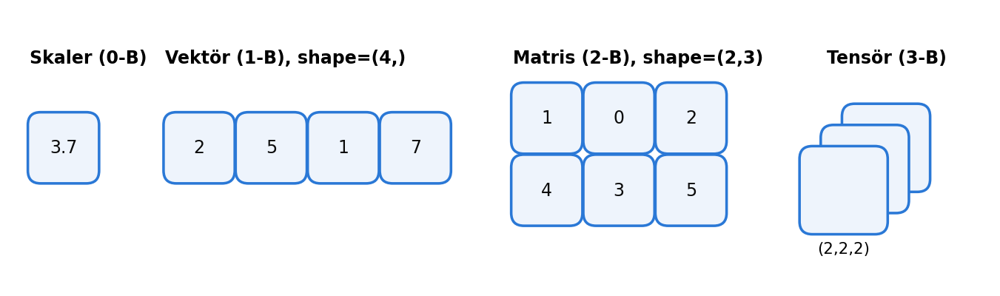 Skaler (0-B)
3.7
Vektör (1-B), shape=(4,)
2 5 1 7
Matris (2-B), shape=(2,3)
1 0 2
4 3 5
Tensör (3-B)
(2,2,2)